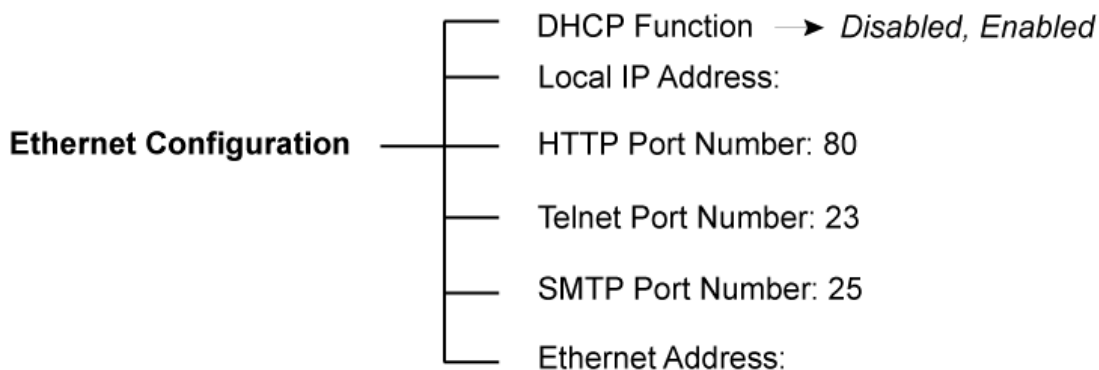 DHCP Function → Disabled, Enabled
Local IP Address:
Ethernet Configuration
HTTP Port Number: 80
Telnet Port Number: 23
SMTP Port Number: 25
Ethernet Address: